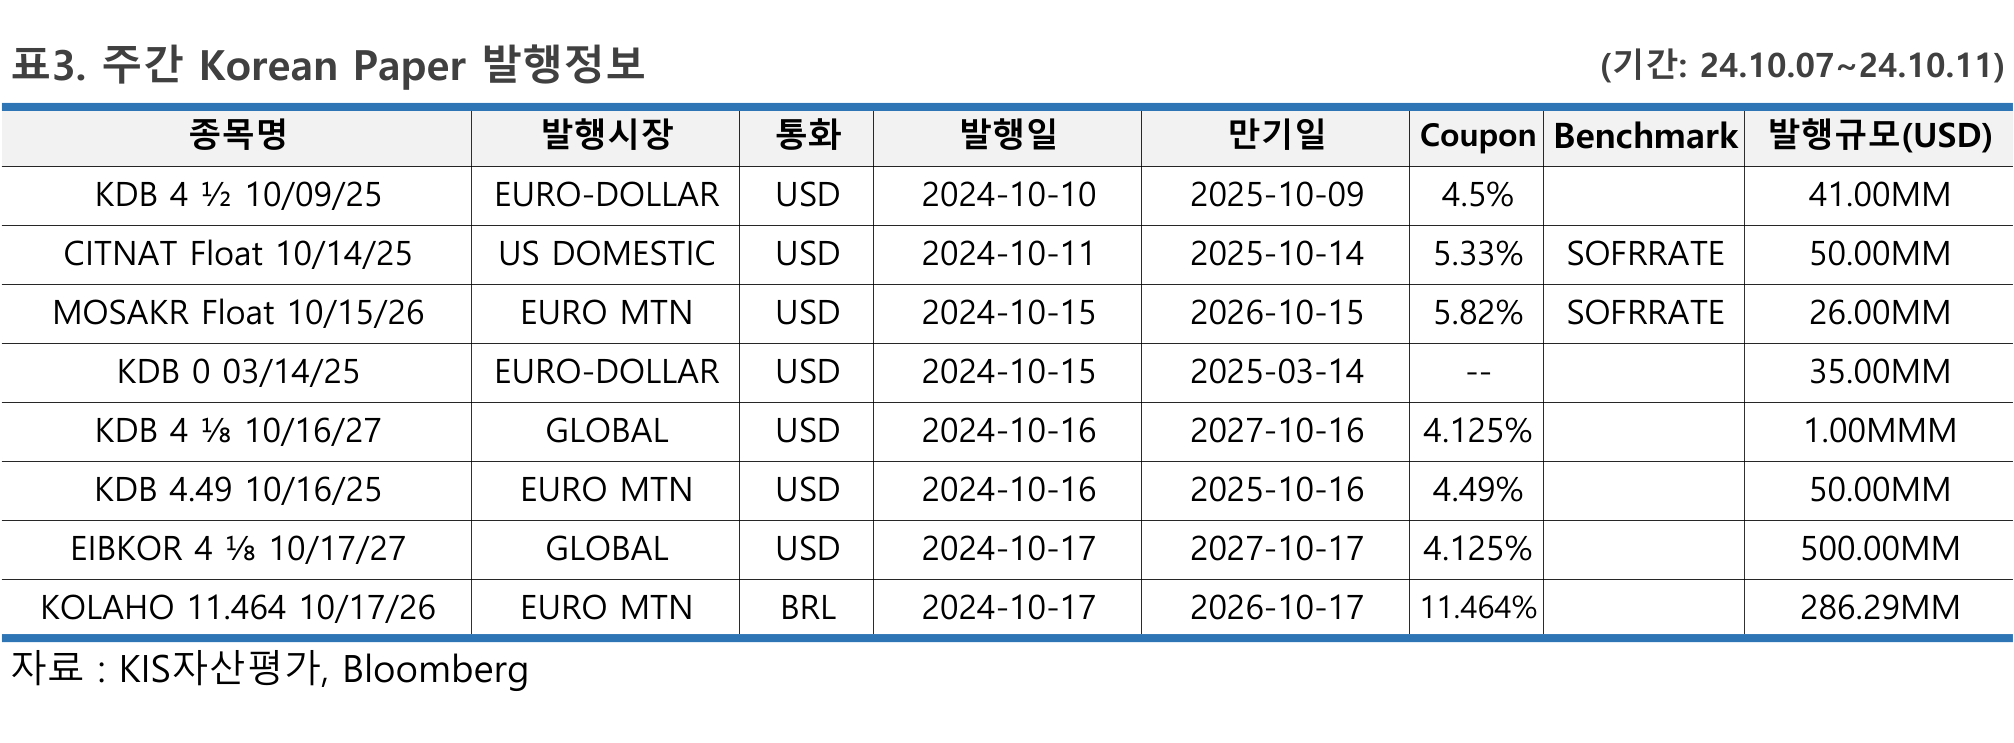 표3. 주간 Korean Paper 발행정보 (기간: 24.10.07~24.10.11)
종목명 발행시장 통화 발행일 만기일 Coupon Benchmark 발행규모(USD)
KDB 4 ½ 10/09/25 EURO-DOLLAR USD 2024-10-10 2025-10-09 4.5% 41.00MM
CITNAT Float 10/14/25 US DOMESTIC USD 2024-10-11 2025-10-14 5.33% SOFRRATE 50.00MM
MOSAKR Float 10/15/26 EURO MTN USD 2024-10-15 2026-10-15 5.82% SOFRRATE 26.00MM
KDB 0 03/14/25 EURO-DOLLAR USD 2024-10-15 2025-03-14 -- 35.00MM
KDB 4 ⅛ 10/16/27 GLOBAL USD 2024-10-16 2027-10-16 4.125% 1.00MMM
KDB 4.49 10/16/25 EURO MTN USD 2024-10-16 2025-10-16 4.49% 50.00MM
EIBKOR 4 ⅛ 10/17/27 GLOBAL USD 2024-10-17 2027-10-17 4.125% 500.00MM
KOLAHO 11.464 10/17/26 EURO MTN BRL 2024-10-17 2026-10-17 11.464% 286.29MM
자료 : KIS자산평가, Bloomberg